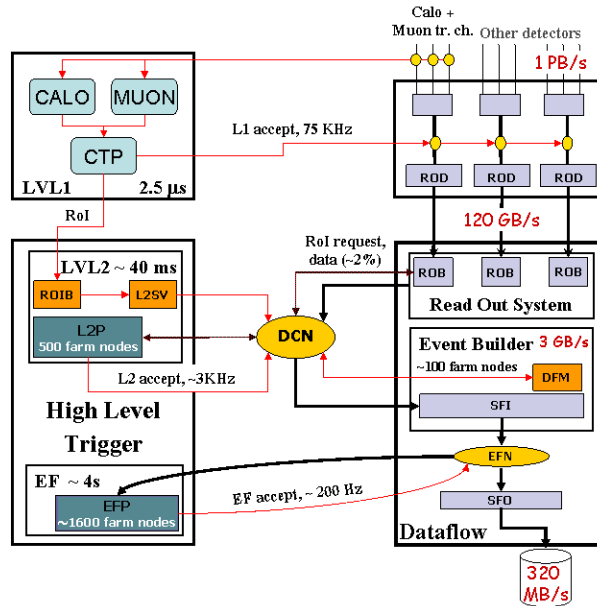 Calo +
Muon tr. ch.
Other detectors
1 PB/s
CALO
MUON
CTP
LVL1
2.5 μs
L1 accept, 75 KHz
ROD
ROD
ROD
RoI
120 GB/s
LVL2 ~ 40 ms
ROIB
L2SV
L2P
500 farm nodes
RoI request,
data (~2%)
DCN
ROB
ROB
ROB
Read Out System
L2 accept, ~3KHz
Event Builder
3 GB/s
~100 farm nodes
DFM
SFI
High Level
Trigger
EF ~ 4s
EFP
~1600 farm nodes
EF accept, ~ 200 Hz
EFN
SFO
Dataflow
320
MB/s